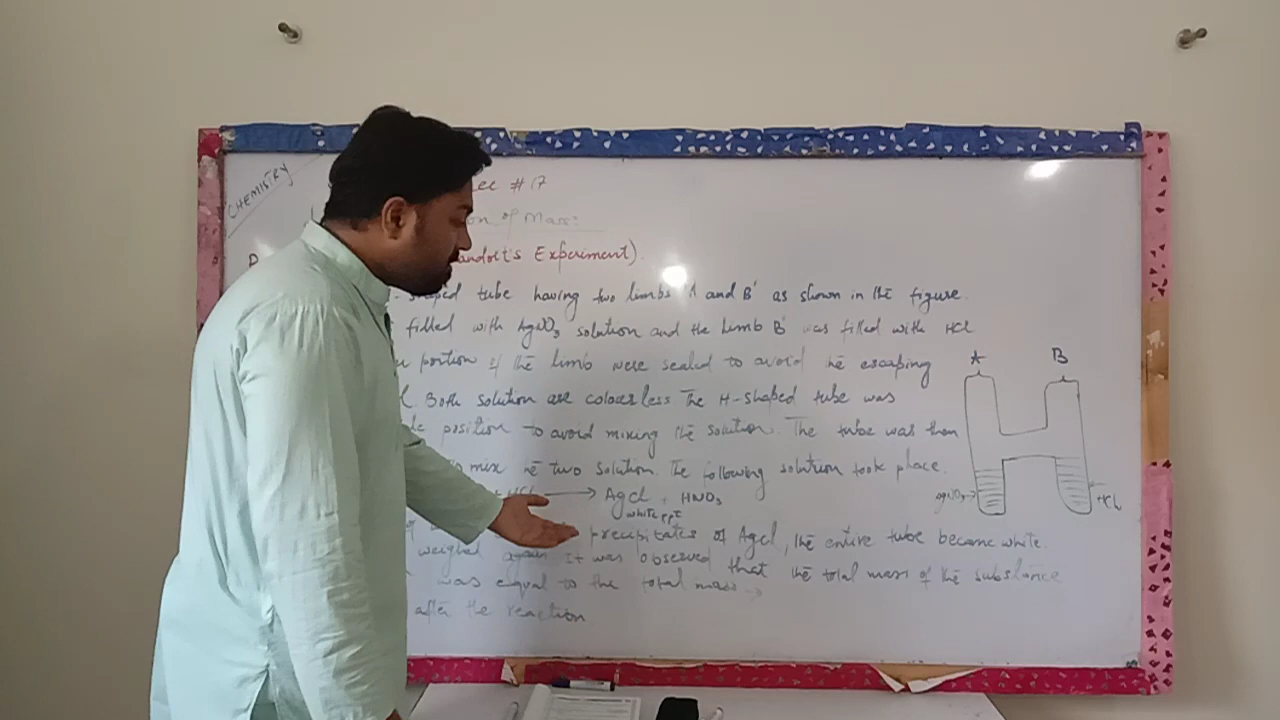 CHEMISTRY
Lec # 17
of Mass:
Experiment).
shaped tube having two limbs 'A and B' as shown in the figure.
filled with AgNO3 solution and the limb B' was filled with HCl
portion of the limb were sealed to avoid the escaping
Both solution are colourless The H-shaped tube was
position to avoid mixing the solution. The tube was then
mix the two solution. The following solution took place.
HCl → AgCl + HNO3
white ppt
precipitates of AgCl, the entire tube became white.
weighed again It was observed that the total mass of the substance
was equal to the total mass →
after the reaction
A
B
AgNO3→
HCl